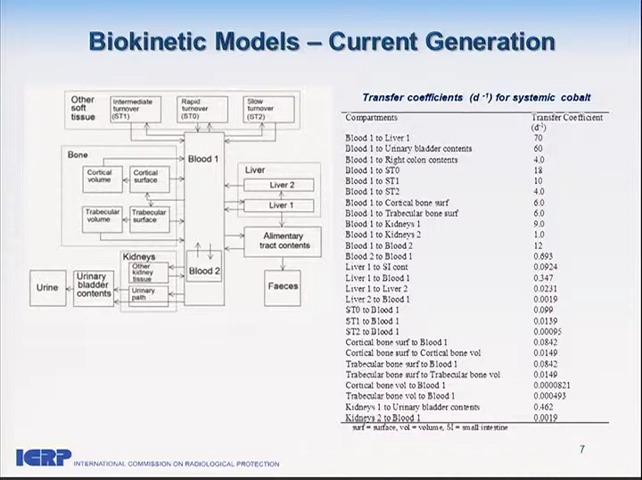 Biokinetic Models – Current Generation
Other
soft
tissue
Intermediate
turnover
(ST1)
Rapid
turnover
(ST0)
Slow
turnover
(ST2)
Bone
Cortical
volume
Cortical
surface
Trabecular
volume
Trabecular
surface
Blood 1
Liver
Liver 2
Liver 1
Alimentary
tract contents
Kidneys
Other
kidney
tissue
Urinary
path
Blood 2
Urine
Urinary
bladder
contents
Faeces
Transfer coefficients (d -1) for systemic cobalt
Compartments Transfer Coefficient
(d-1)
Blood 1 to Liver 1 70
Blood 1 to Urinary bladder contents 60
Blood 1 to Right colon contents 4.0
Blood 1 to ST0 18
Blood 1 to ST1 10
Blood 1 to ST2 4.0
Blood 1 to Cortical bone surf 6.0
Blood 1 to Trabecular bone surf 6.0
Blood 1 to Kidneys 1 9.0
Blood 1 to Kidneys 2 1.0
Blood 1 to Blood 2 12
Blood 2 to Blood 1 0.693
Liver 1 to SI cont 0.0924
Liver 1 to Blood 1 0.347
Liver 1 to Liver 2 0.0231
Liver 2 to Blood 1 0.0019
ST0 to Blood 1 0.099
ST1 to Blood 1 0.0139
ST2 to Blood 1 0.00095
Cortical bone surf to Blood 1 0.0842
Cortical bone surf to Cortical bone vol 0.0149
Trabecular bone surf to Blood 1 0.0842
Trabecular bone surf to Trabecular bone vol 0.0149
Cortical bone vol to Blood 1 0.0000821
Trabecular bone vol to Blood 1 0.000493
Kidneys 1 to Urinary bladder contents 0.462
Kidneys 2 to Blood 1 0.0019
surf = surface, vol = volume, SI = small intestine
ICRP INTERNATIONAL COMMISSION ON RADIOLOGICAL PROTECTION
7